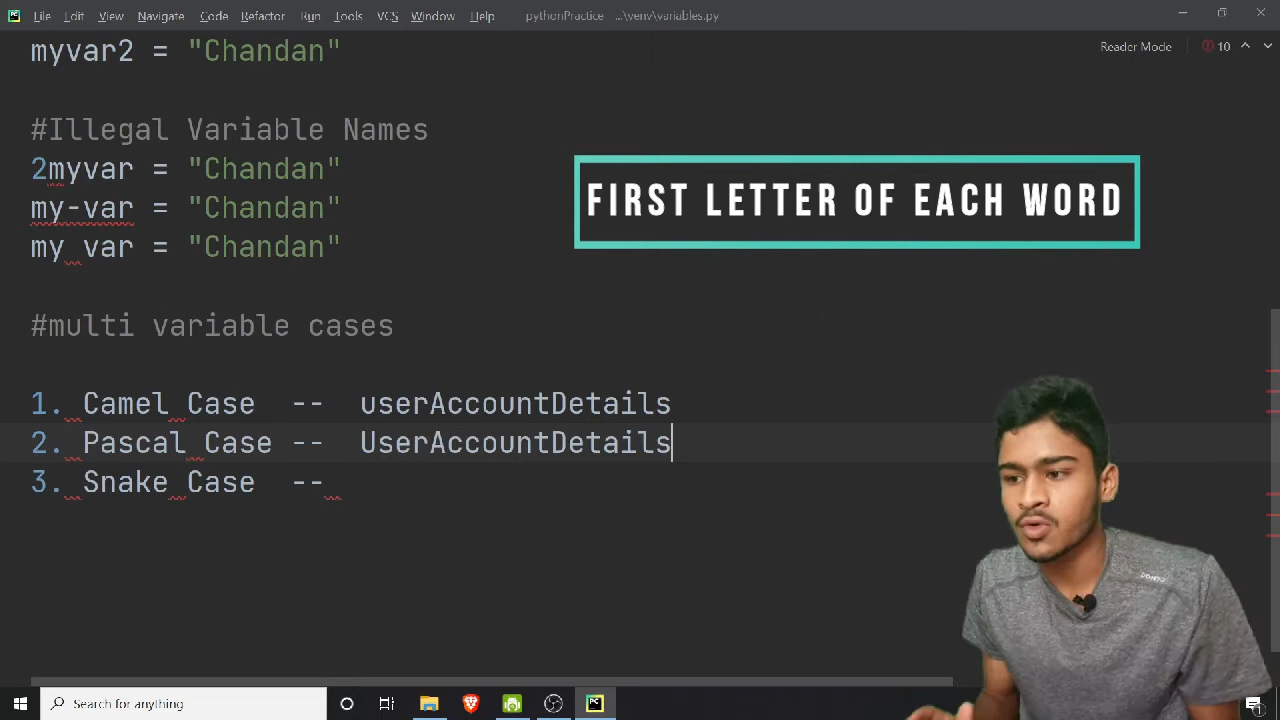 File Edit View Navigate Code Refactor Run Tools VCS Window Help pythonPractice ...\venv\variables.py
myvar2 = "Chandan"
Reader Mode 10
#Illegal Variable Names
2myvar = "Chandan"
my-var = "Chandan"
my var = "Chandan"
FIRST LETTER OF EACH WORD
#multi variable cases
1. Camel Case -- userAccountDetails
2. Pascal Case -- UserAccountDetails
3. Snake Case --
Search for anything